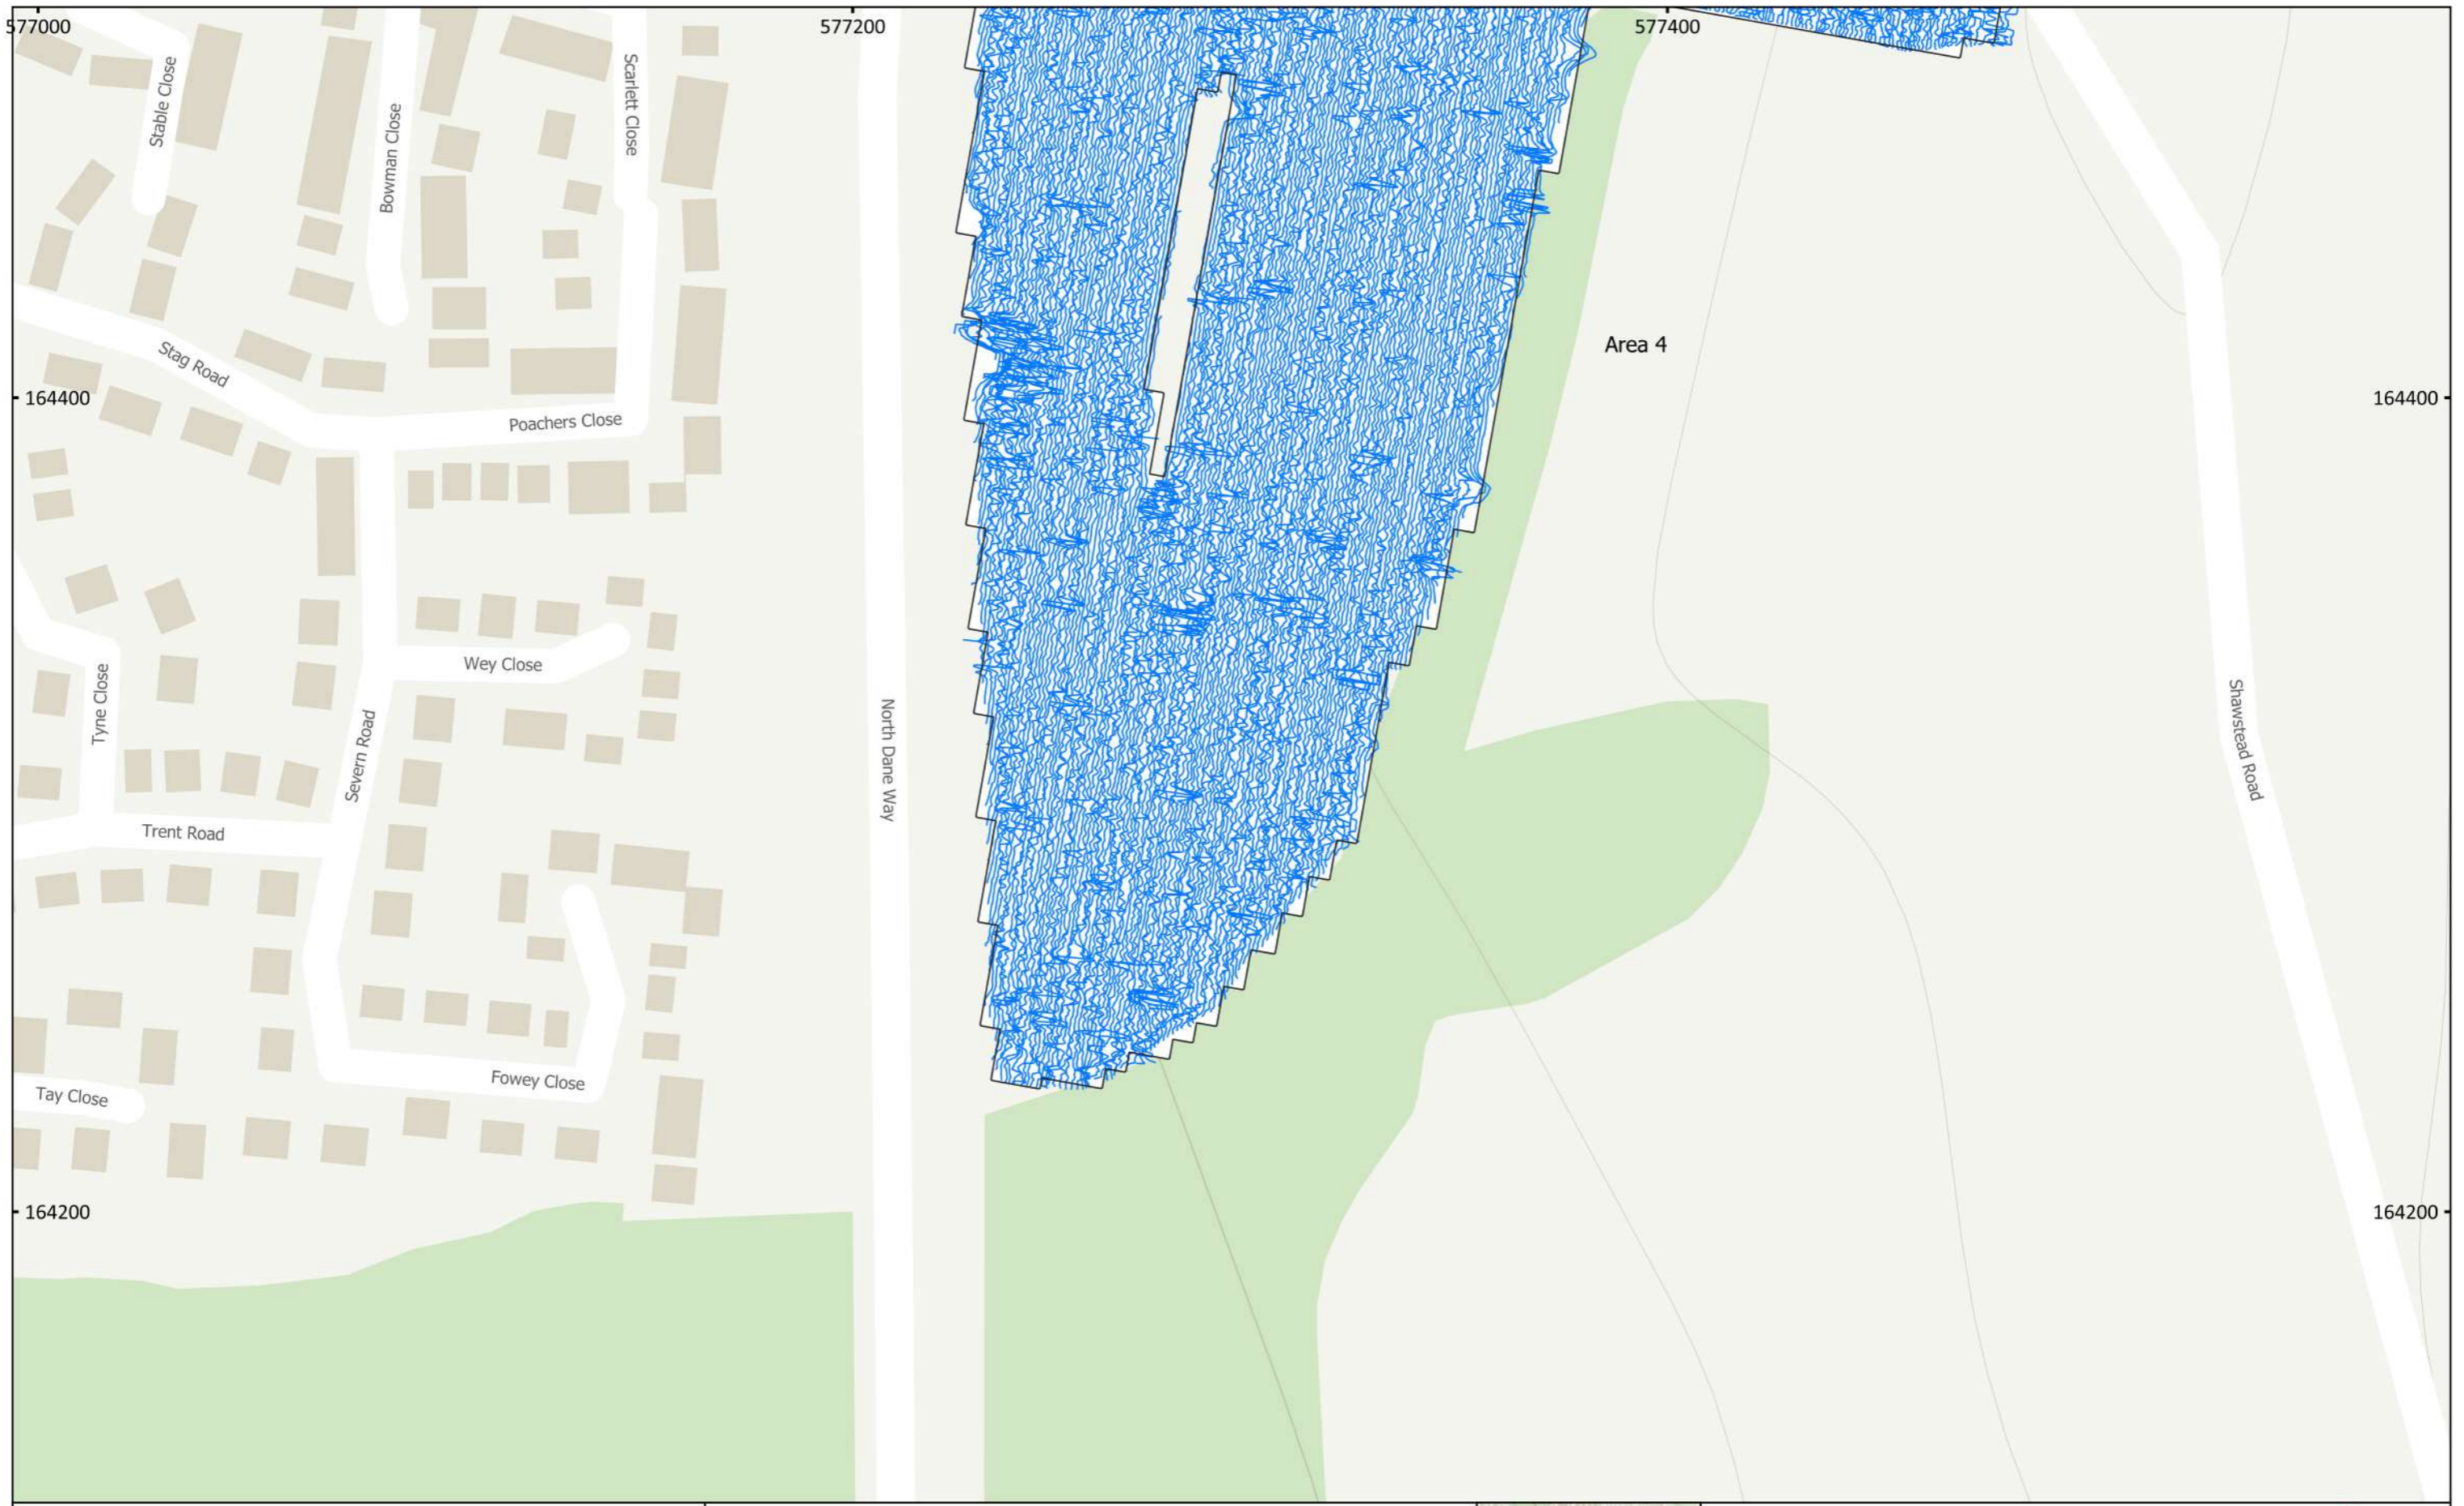 577000
577200
577400
Stable Close
Bowman Close
Scarlett Close
Area 4
Stag Road
164400
Poachers Close
164400
Wey Close
Tyne Close
Severn Road
North Dane Way
Shawstead Road
Trent Road
Fowey Close
Tay Close
164200
164200